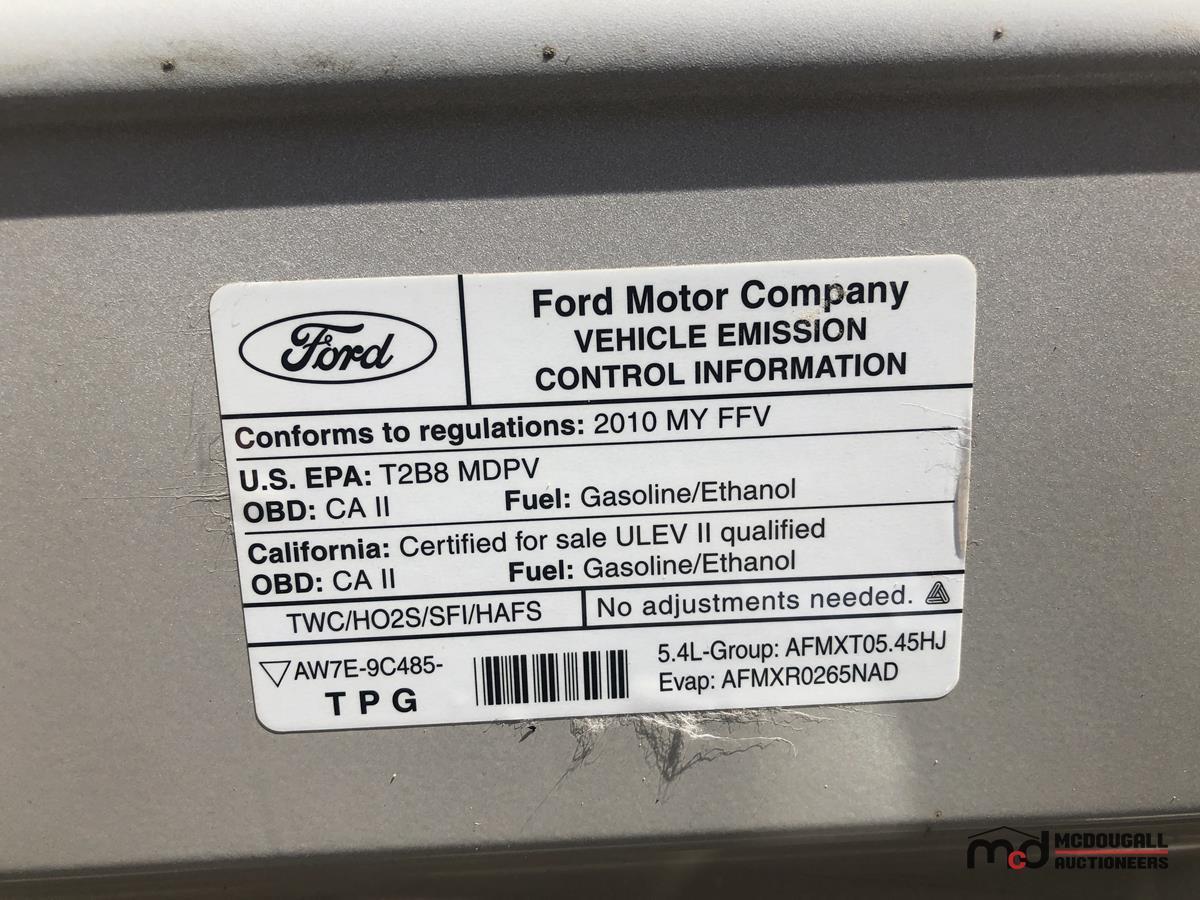 Ford
Ford Motor Company
VEHICLE EMISSION
CONTROL INFORMATION
Conforms to regulations: 2010 MY FFV
U.S. EPA: T2B8 MDPV
OBD: CA II Fuel: Gasoline/Ethanol
California: Certified for sale ULEV II qualified
OBD: CA II Fuel: Gasoline/Ethanol
TWC/HO2S/SFI/HAFS
No adjustments needed.
AW7E-9C485-
TPG
5.4L-Group: AFMXT05.45HJ
Evap: AFMXR0265NAD
mcd
MCDOUGALL
AUCTIONEERS